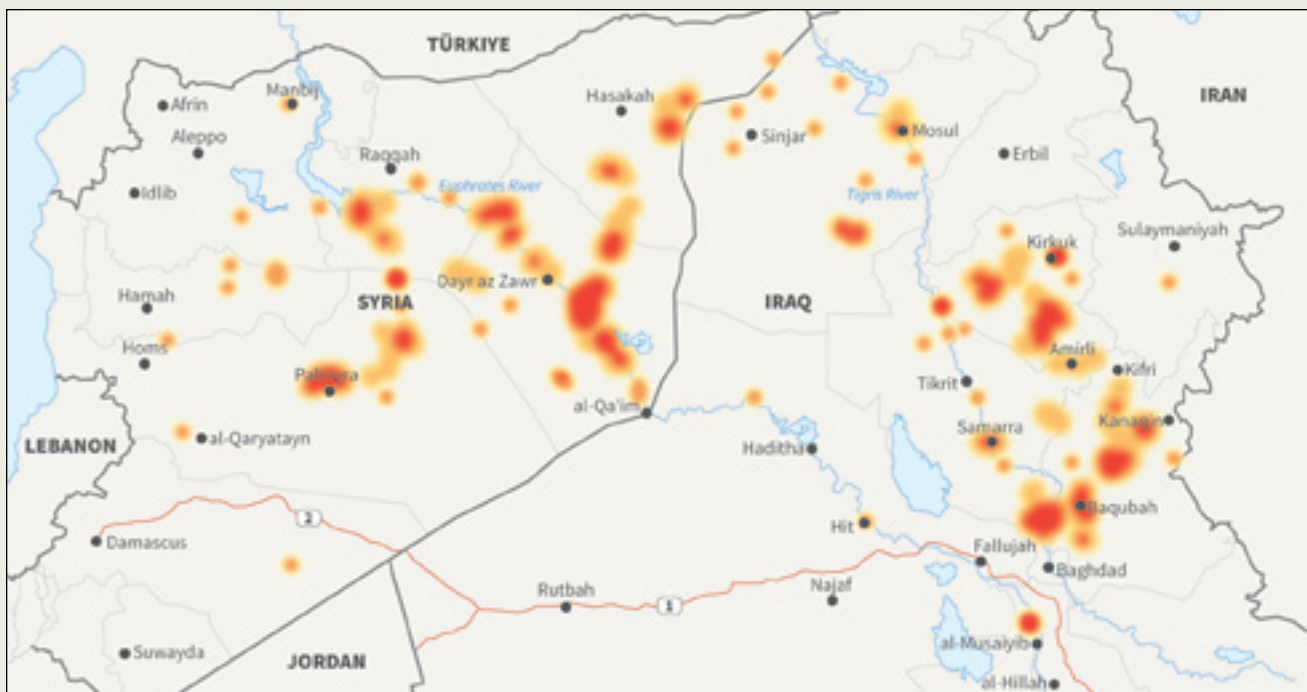 TÜRKIYE
IRAN
Afrin
Manbij
Hasakah
Aleppo
Sinjar
Mosul
Erbil
Raqqah
Idlib
Euphrates River
Tigris River
Sulaymaniyah
Kirkuk
Dayr az Zawr
Hamah
SYRIA
IRAQ
Homs
Palmyra
Amirli
Kifri
Tikrit
al-Qa'im
Kanaqin
LEBANON
al-Qaryatayn
Samarra
Haditha
Baqubah
2
Hit
Damascus
Fallujah
Baghdad
Rutbah
Najaf
1
al-Musaiyib
Suwayda
JORDAN
al-Hillah